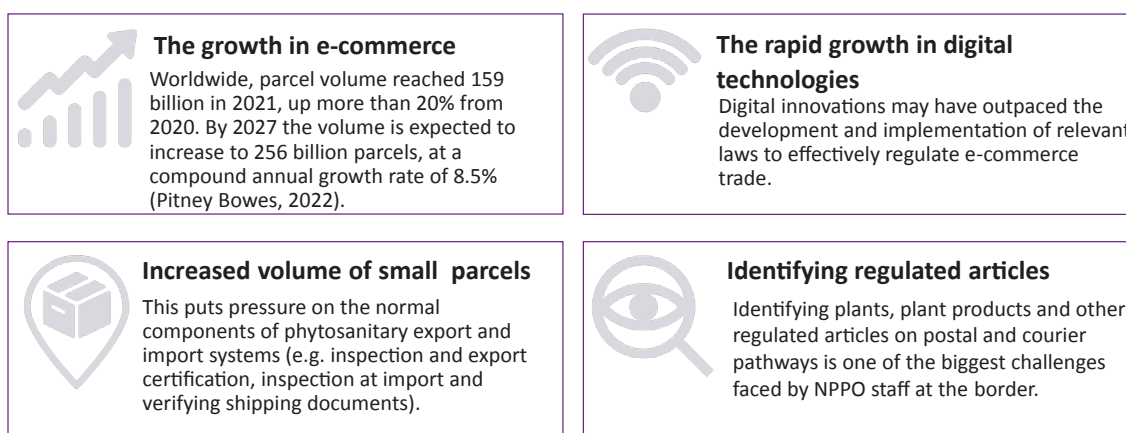 The growth in e-commerce
Worldwide, parcel volume reached 159
billion in 2021, up more than 20% from
2020. By 2027 the volume is expected to
increase to 256 billion parcels, at a
compound annual growth rate of 8.5%
(Pitney Bowes, 2022).
The rapid growth in digital
technologies
Digital innovations may have outpaced the
development and implementation of relevant
laws to effectively regulate e-commerce
trade.
Increased volume of small parcels
This puts pressure on the normal
components of phytosanitary export and
import systems (e.g. inspection and export
certification, inspection at import and
verifying shipping documents).
Identifying regulated articles
Identifying plants, plant products and other
regulated articles on postal and courier
pathways is one of the biggest challenges
faced by NPPO staff at the border.